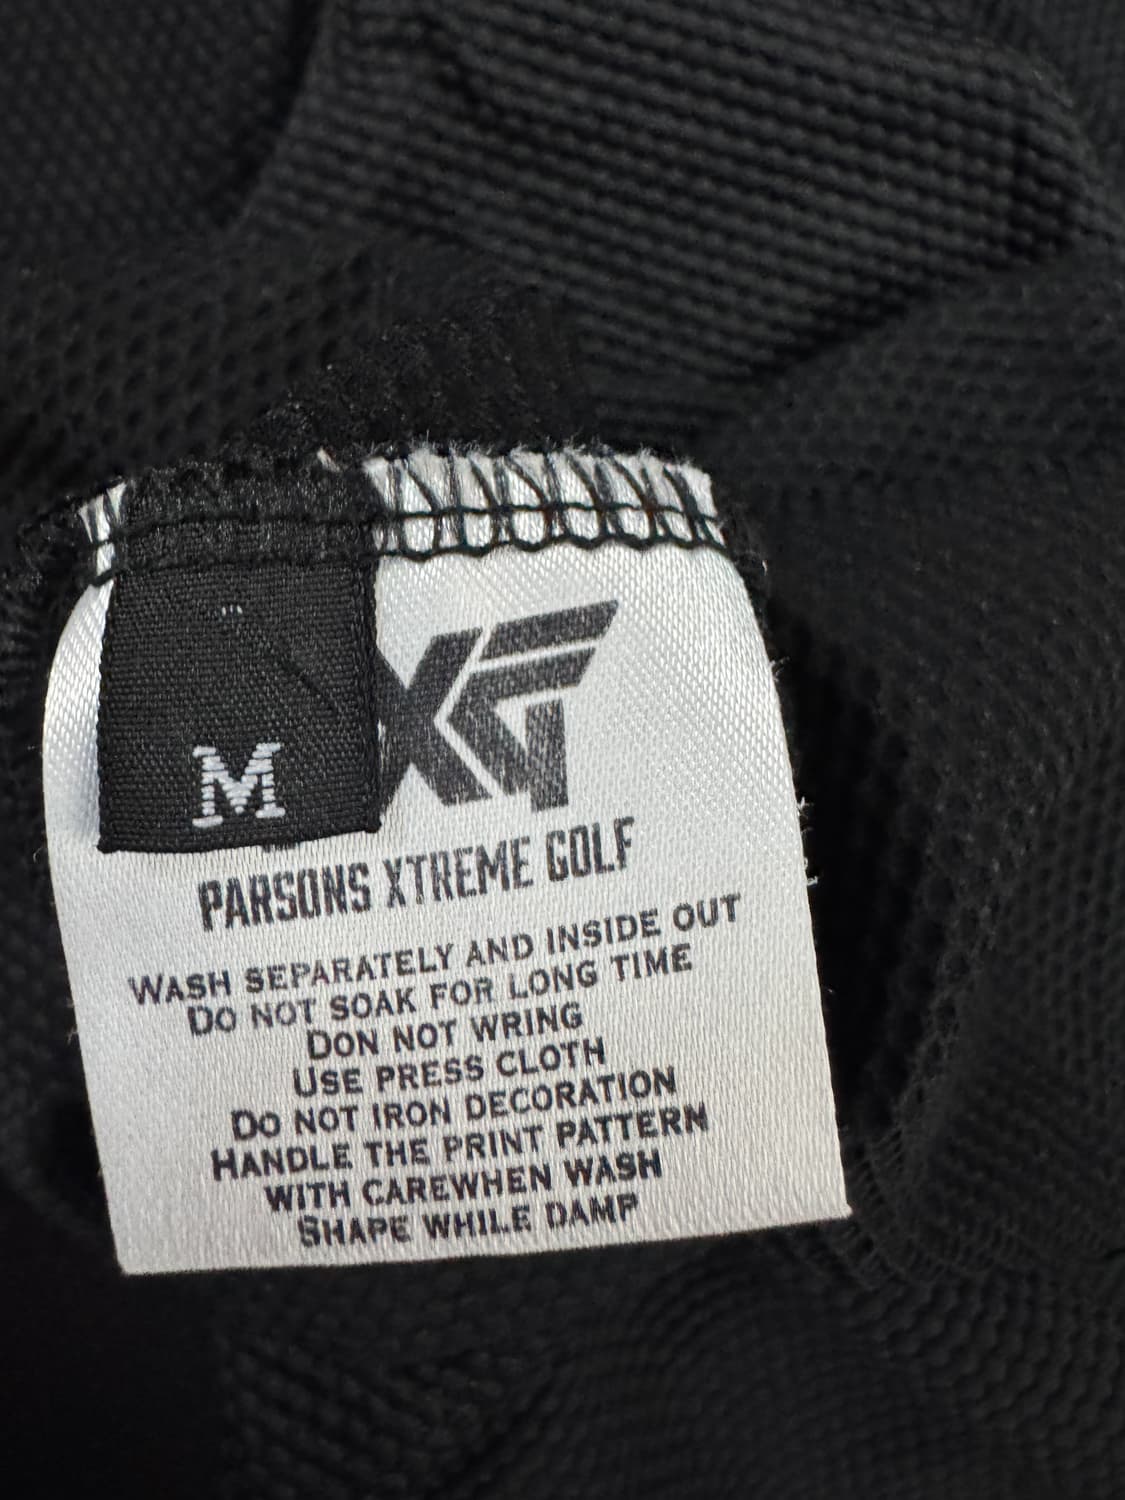 M
XG
PARSONS XTREME GOLF
WASH SEPARATELY AND INSIDE OUT
DO NOT SOAK FOR LONG TIME
DON NOT WRING
USE PRESS CLOTH
DO NOT IRON DECORATION
HANDLE THE PRINT PATTERN
WITH CAREWHEN WASH
SHAPE WHILE DAMP